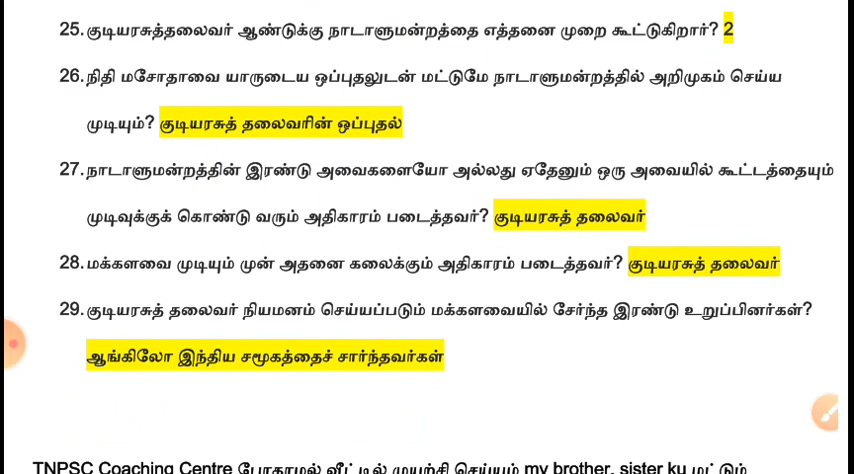 25. குடியரசுத்தலைவர் ஆண்டுக்கு நாடாளுமன்றத்தை எத்தனை முறை கூட்டுகிறார்? 2
26. நிதி மசோதாவை யாருடைய ஒப்புதலுடன் மட்டுமே நாடாளுமன்றத்தில் அறிமுகம் செய்ய
முடியும்? குடியரசுத் தலைவரின் ஒப்புதல்
27. நாடாளுமன்றத்தின் இரண்டு அவைகளையோ அல்லது ஏதேனும் ஒரு அவையில் கூட்டத்தையும்
முடிவுக்குக் கொண்டு வரும் அதிகாரம் படைத்தவர்? குடியரசுத் தலைவர்
28. மக்களவை முடியும் முன் அதனை கலைக்கும் அதிகாரம் படைத்தவர்? குடியரசுத் தலைவர்
29. குடியரசுத் தலைவர் நியமனம் செய்யப்படும் மக்களவையில் சேர்ந்த இரண்டு உறுப்பினர்கள்?
ஆங்கிலோ இந்திய சமூகத்தைச் சார்ந்தவர்கள்
TNPSC Coaching Centre போகாமல் வீட்டில் முயற்சி செய்யும் my brother, sister ku மட்டும்